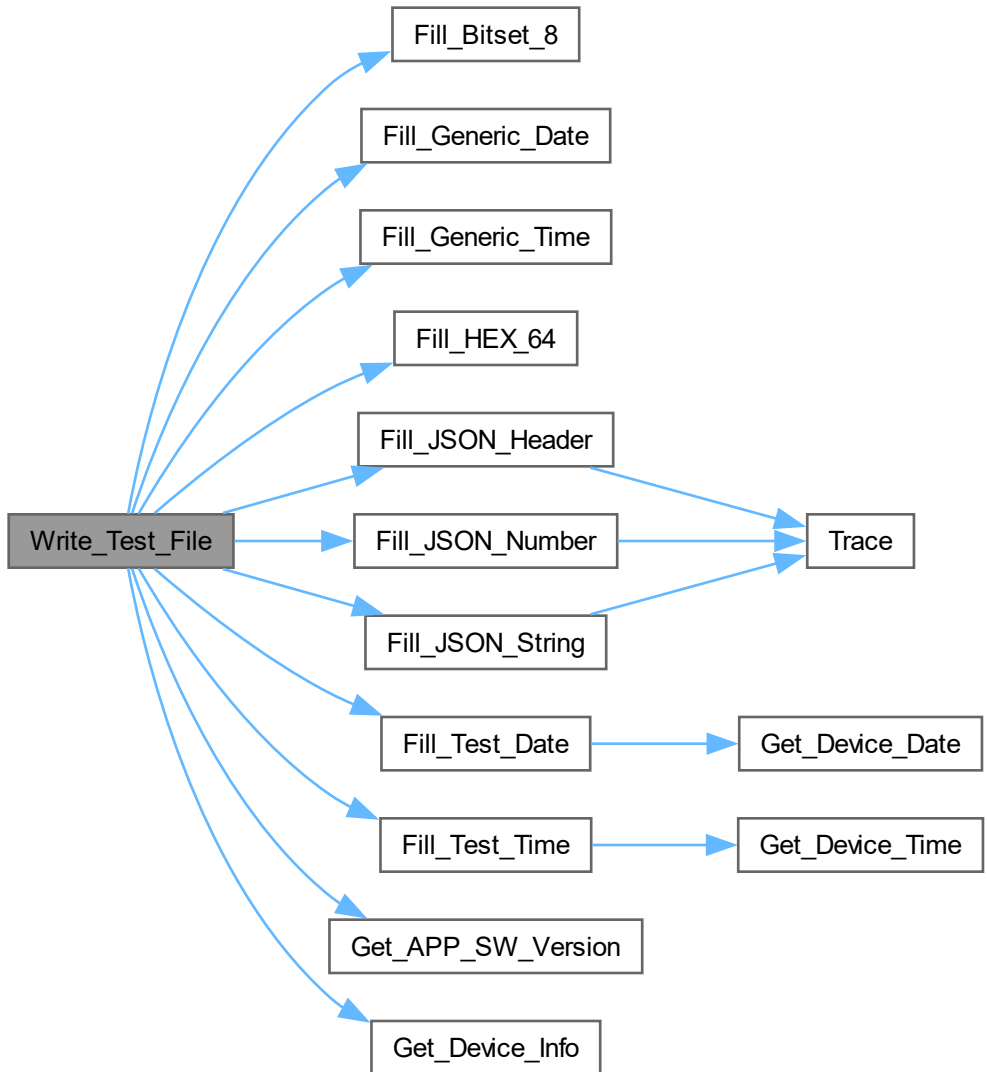 Fill_Bitset_8
Fill_Generic_Date
Fill_Generic_Time
Fill_HEX_64
Fill_JSON_Header
Write_Test_File
Fill_JSON_Number
Trace
Fill_JSON_String
Fill_Test_Date
Get_Device_Date
Fill_Test_Time
Get_Device_Time
Get_APP_SW_Version
Get_Device_Info